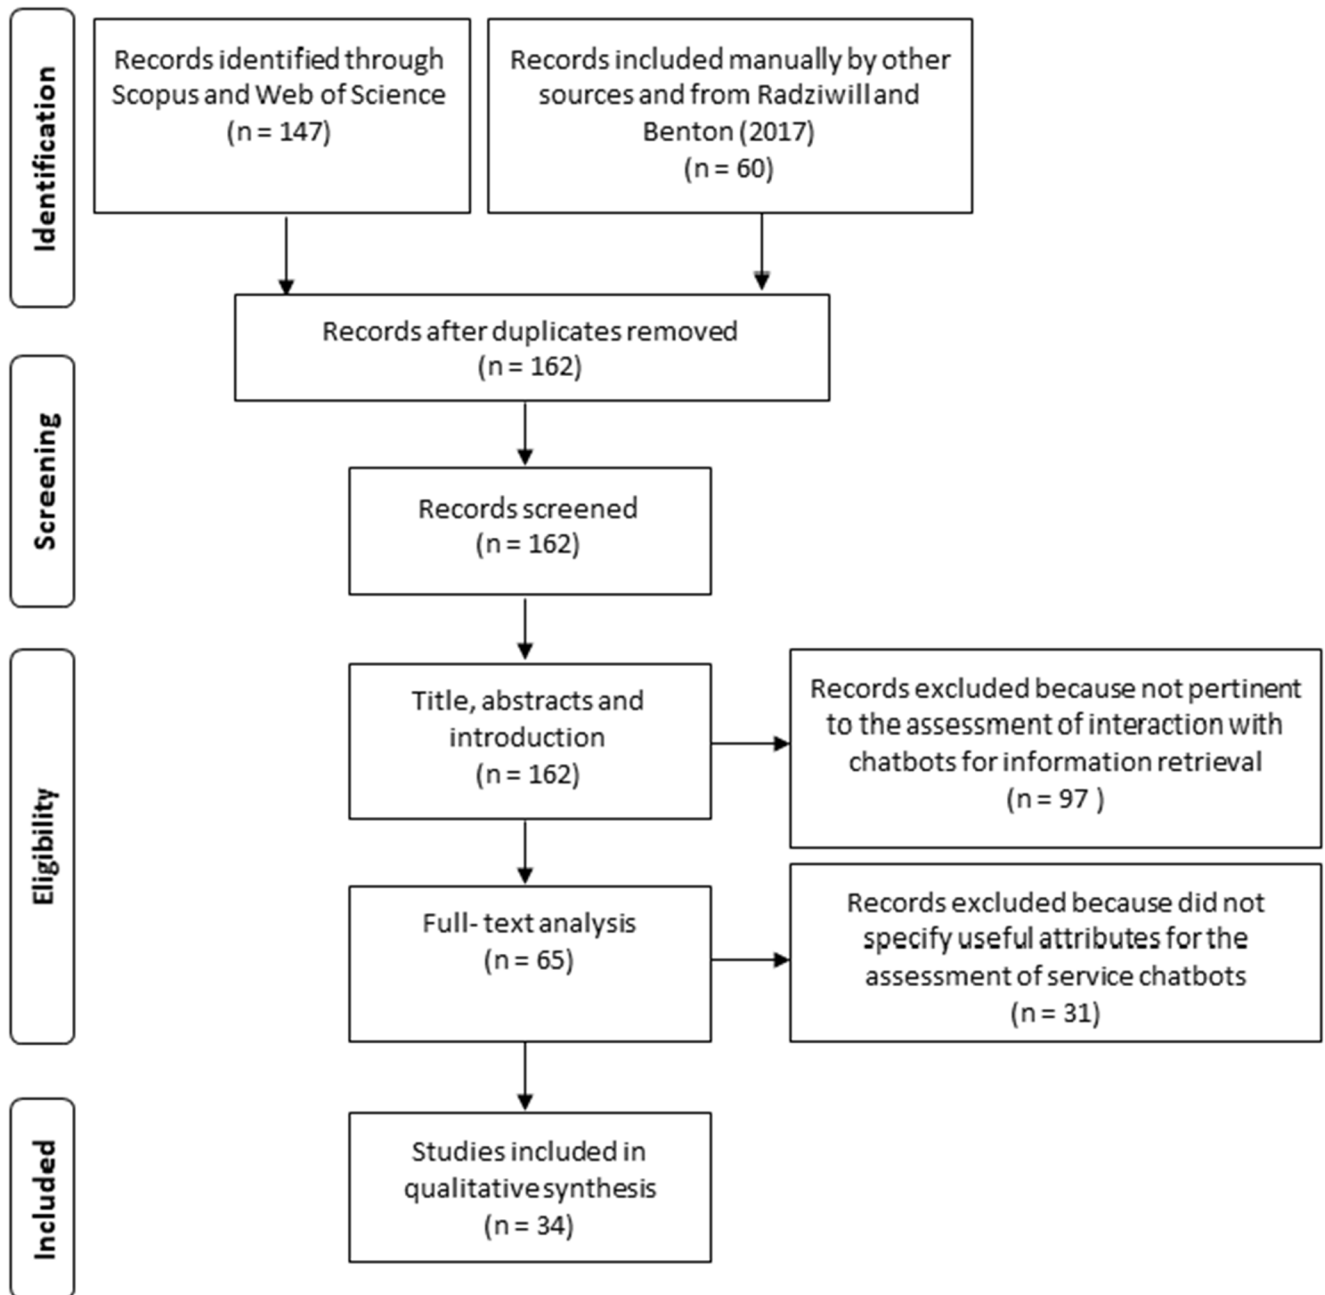 Identification
Records identified through
Scopus and Web of Science
(n = 147)
Records included manually by other
sources and from Radziwill and
Benton (2017)
(n = 60)
Records after duplicates removed
(n = 162)
Screening
Records screened
(n = 162)
Eligibility
Title, abstracts and
introduction
(n = 162)
Records excluded because not pertinent
to the assessment of interaction with
chatbots for information retrieval
(n = 97 )
Full- text analysis
(n = 65)
Records excluded because did not
specify useful attributes for the
assessment of service chatbots
(n = 31)
Included
Studies included in
qualitative synthesis
(n = 34)